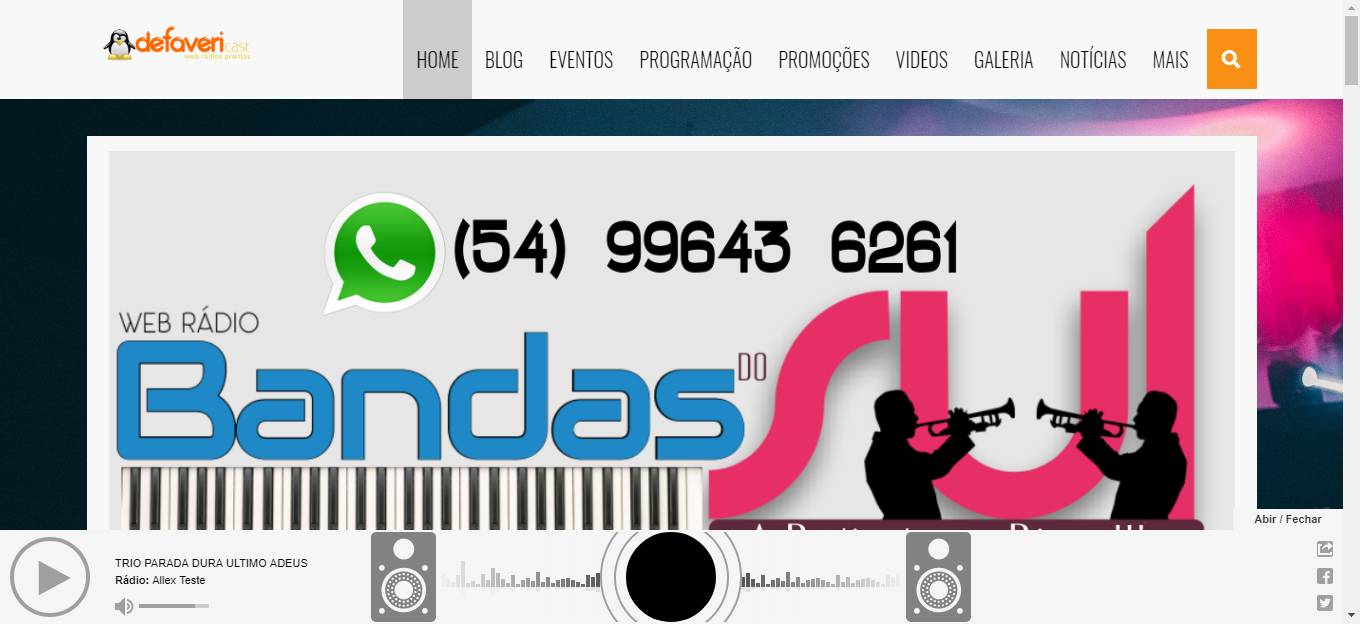 defavericast
web rádios prontas
HOME BLOG EVENTOS PROGRAMAÇÃO PROMOÇÕES VIDEOS GALERIA NOTÍCIAS MAIS
(54) 99643 6261
WEB RÁDIO
Bandas DO SUL
Abir / Fechar
TRIO PARADA DURA ULTIMO ADEUS
Rádio: Allex Teste